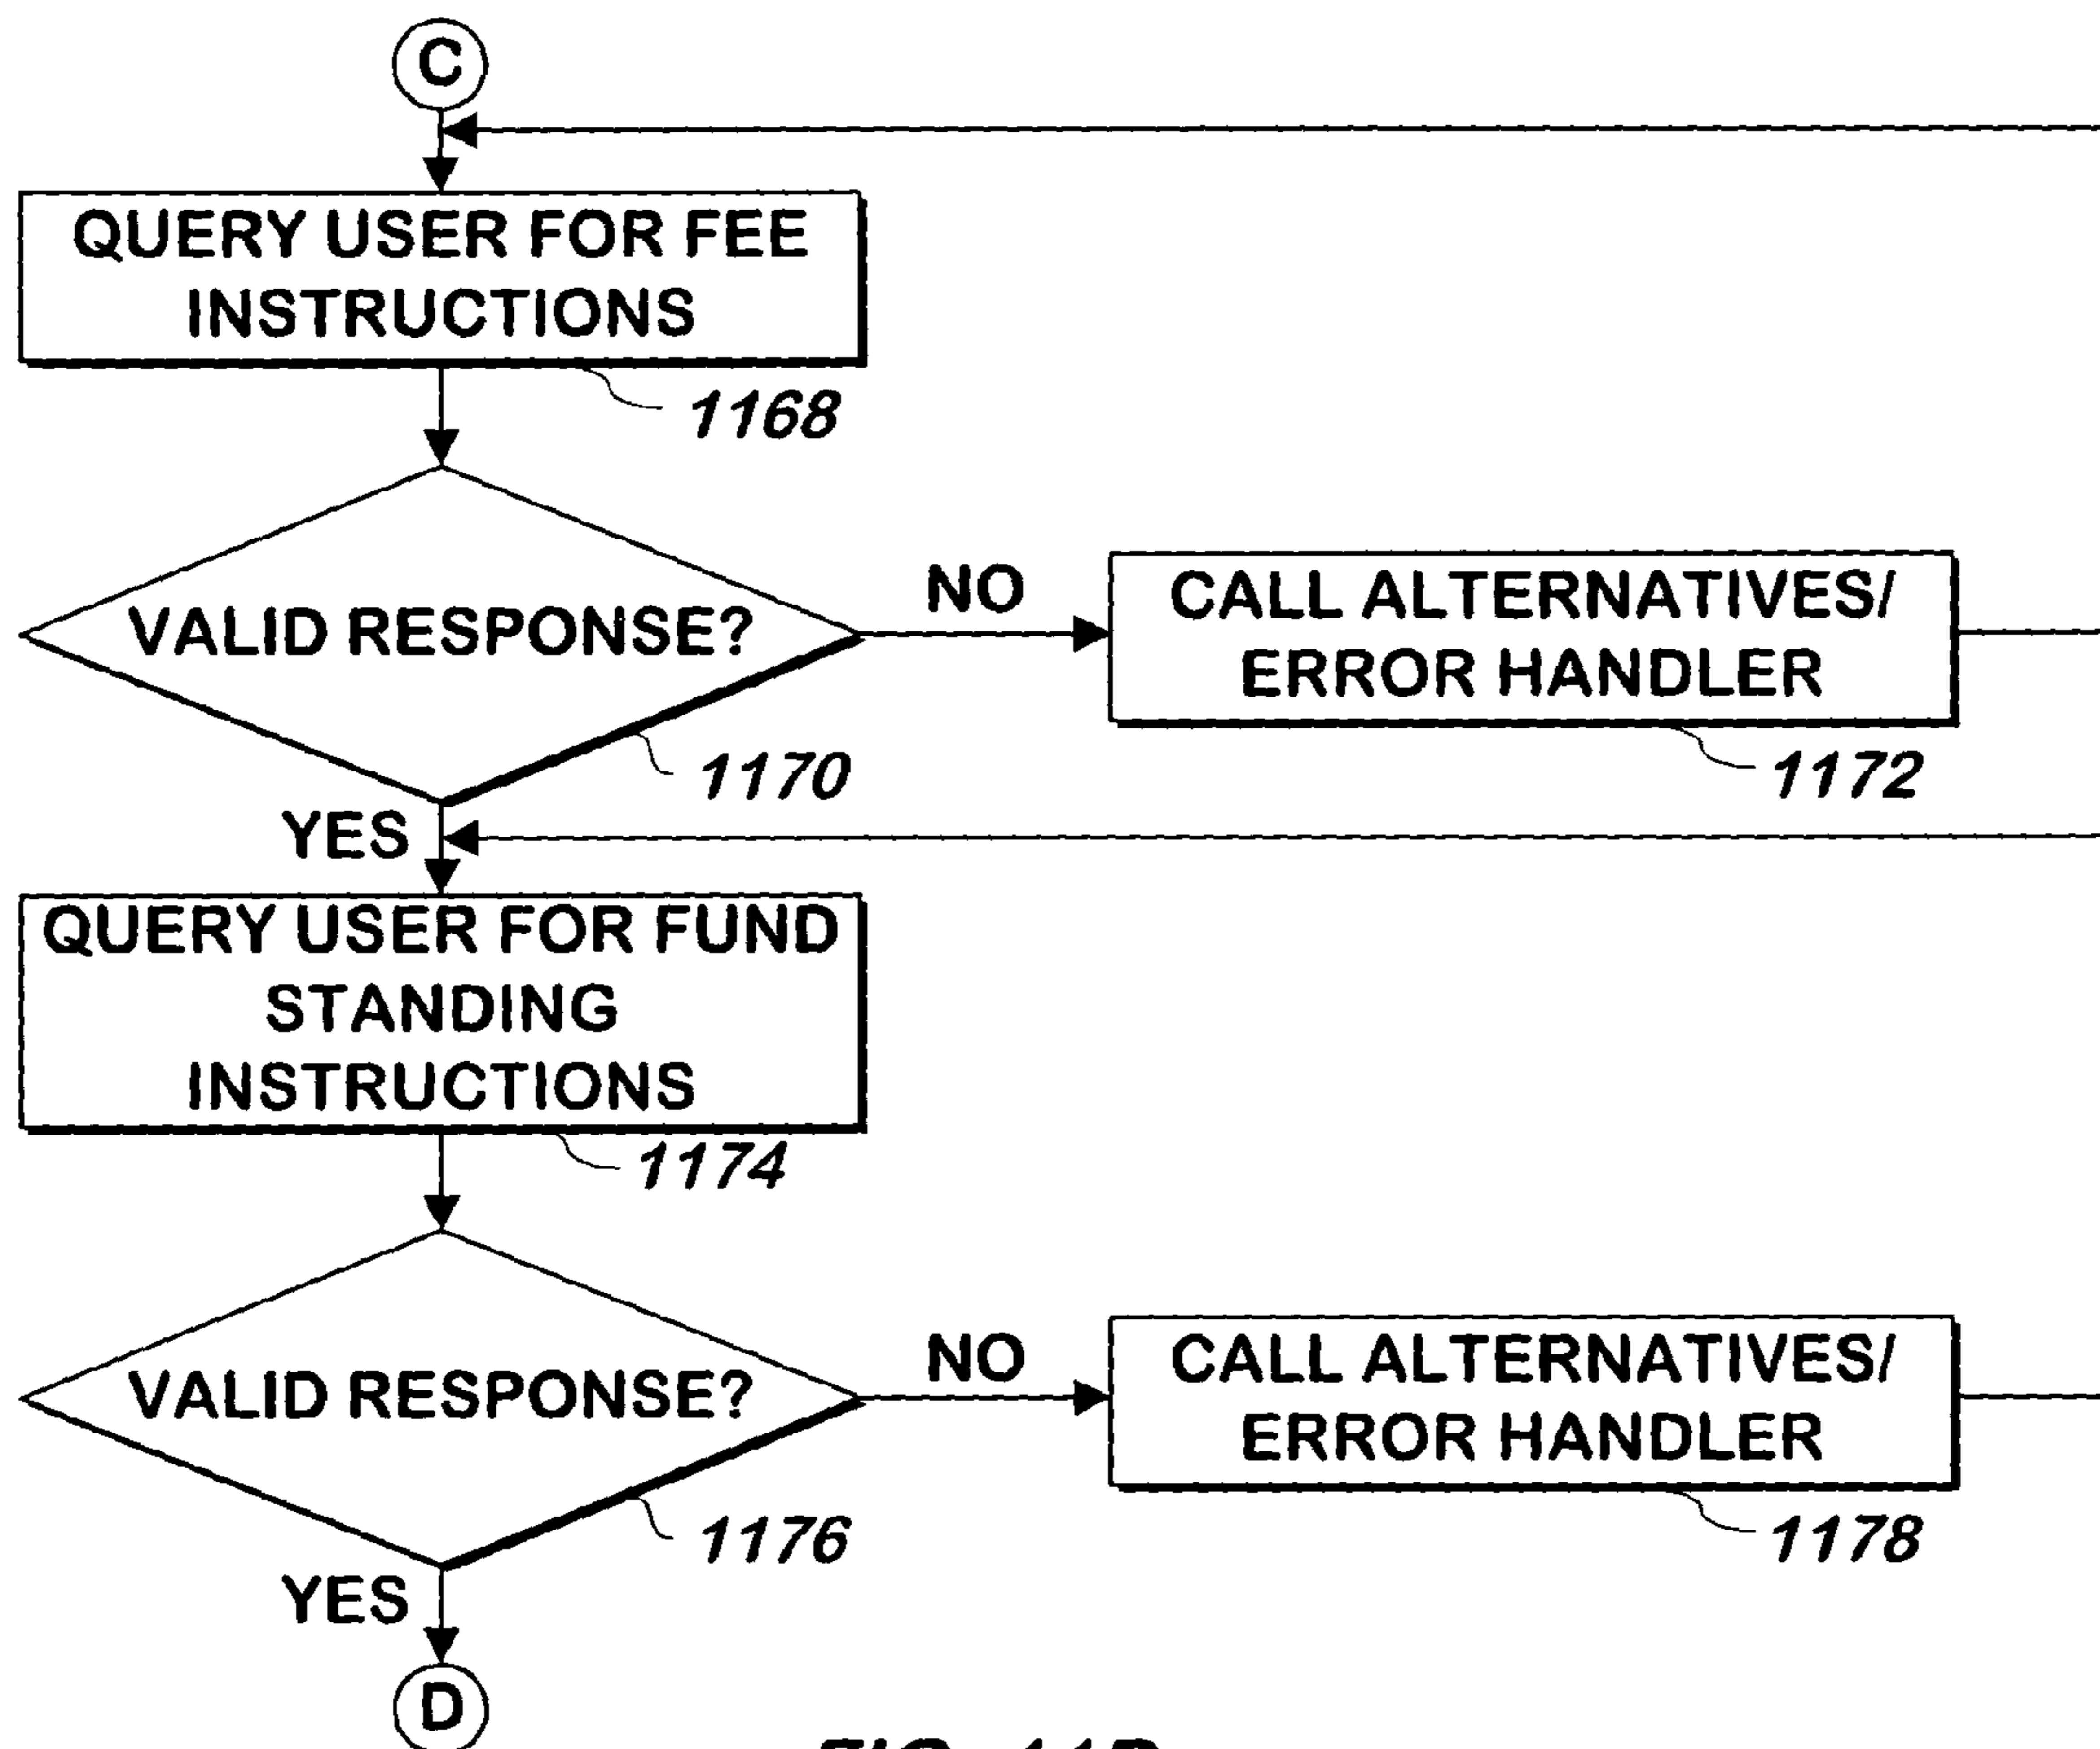 C
QUERY USER FOR FEE
INSTRUCTIONS
1168
VALID RESPONSE?
NO
CALL ALTERNATIVES/
ERROR HANDLER
1170
1172
YES
QUERY USER FOR FUND
STANDING
INSTRUCTIONS
1174
VALID RESPONSE?
NO
CALL ALTERNATIVES/
ERROR HANDLER
1176
1178
YES
D